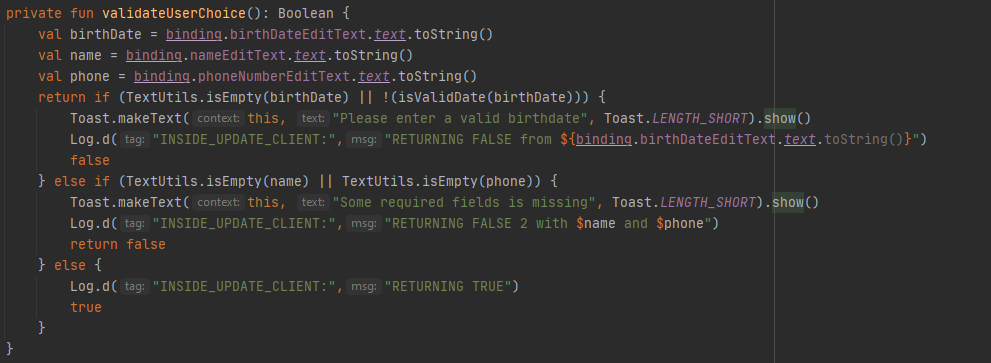 private fun validateUserChoice(): Boolean {
    val birthDate = binding.birthDateEditText.text.toString()
    val name = binding.nameEditText.text.toString()
    val phone = binding.phoneNumberEditText.text.toString()
    return if (TextUtils.isEmpty(birthDate) || !(isValidDate(birthDate))) {
        Toast.makeText( context: this, text: "Please enter a valid birthdate", Toast.LENGTH_SHORT).show()
        Log.d( tag: "INSIDE_UPDATE_CLIENT:", msg: "RETURNING FALSE from ${binding.birthDateEditText.text.toString()}")
        false
    } else if (TextUtils.isEmpty(name) || TextUtils.isEmpty(phone)) {
        Toast.makeText( context: this, text: "Some required fields is missing", Toast.LENGTH_SHORT).show()
        Log.d( tag: "INSIDE_UPDATE_CLIENT:", msg: "RETURNING FALSE 2 with $name and $phone")
        return false
    } else {
        Log.d( tag: "INSIDE_UPDATE_CLIENT:", msg: "RETURNING TRUE")
        true
    }
}